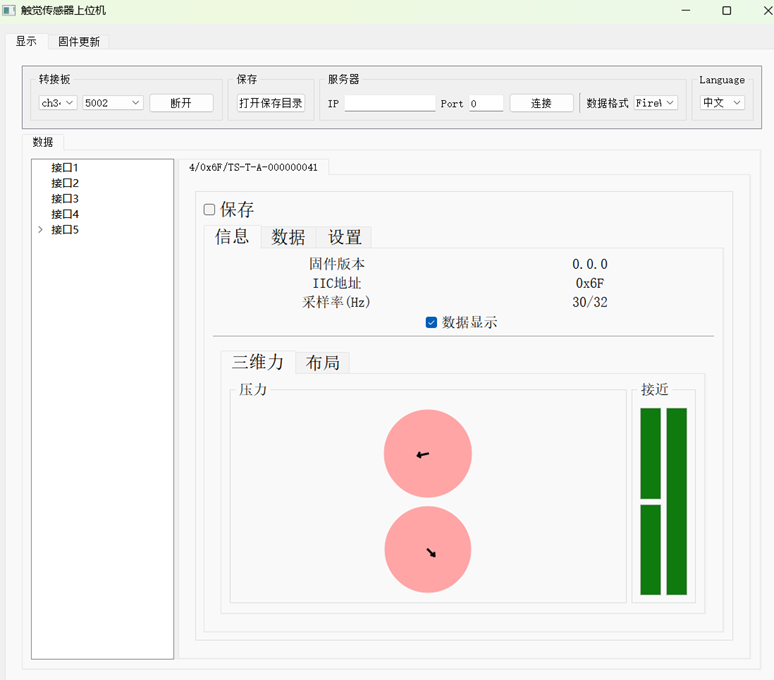 触觉传感器上位机
显示 固件更新
转接板 保存 服务器 Language
5002 断开 打开保存目录 IP Port 0 连接 数据格式 中文
数据
接口1
接口2
接口3
接口4
接口5
4/0x6F/TS-T-A-000000041
保存
信息 数据 设置
固件版本 0.0.0
IIC地址 0x6F
采样率(Hz) 30/32
数据显示
三维力 布局
压力 接近